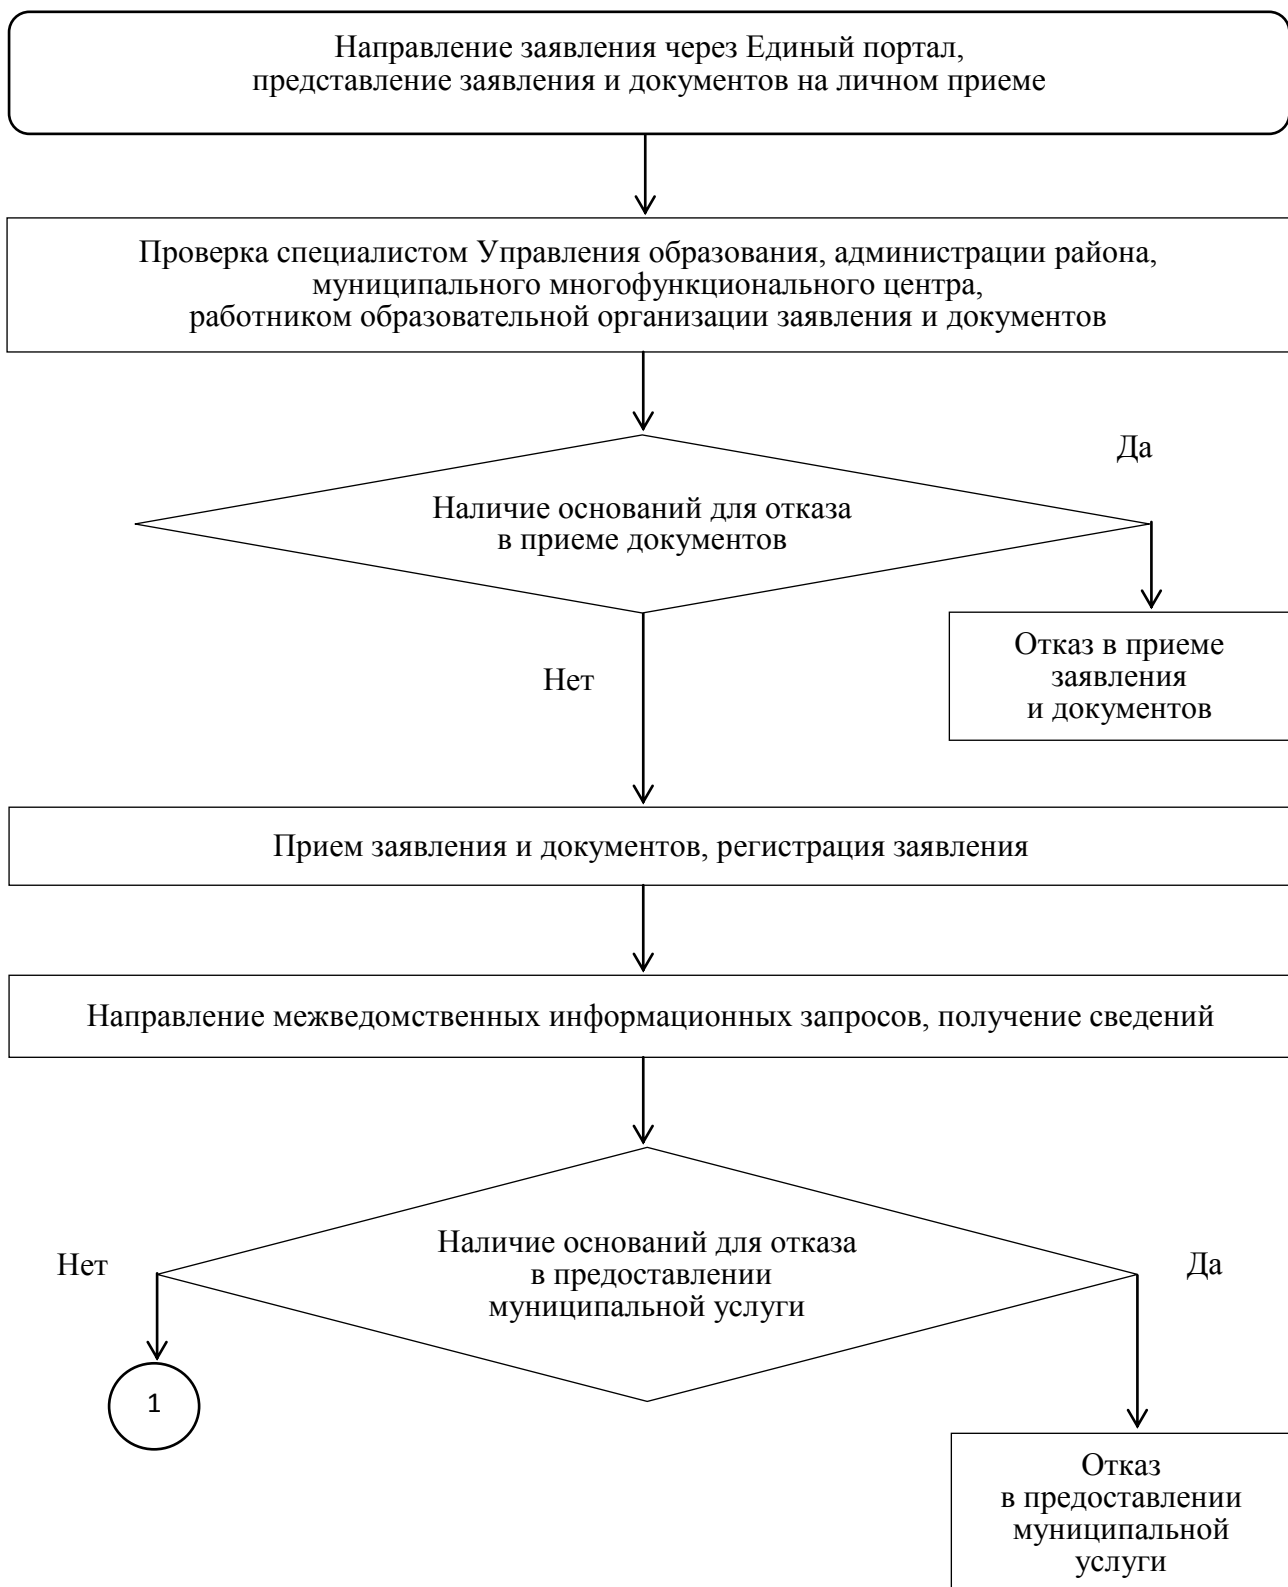 Направление заявления через Единый портал,
представление заявления и документов на личном приеме
Проверка специалистом Управления образования, администрации района,
муниципального многофункционального центра,
работником образовательной организации заявления и документов
Да
Наличие оснований для отказа
в приеме документов
Отказ в приеме
заявления
и документов
Нет
Прием заявления и документов, регистрация заявления
Направление межведомственных информационных запросов, получение сведений
Наличие оснований для отказа
в предоставлении
муниципальной услуги
Нет
Да
1
Отказ
в предоставлении
муниципальной
услуги